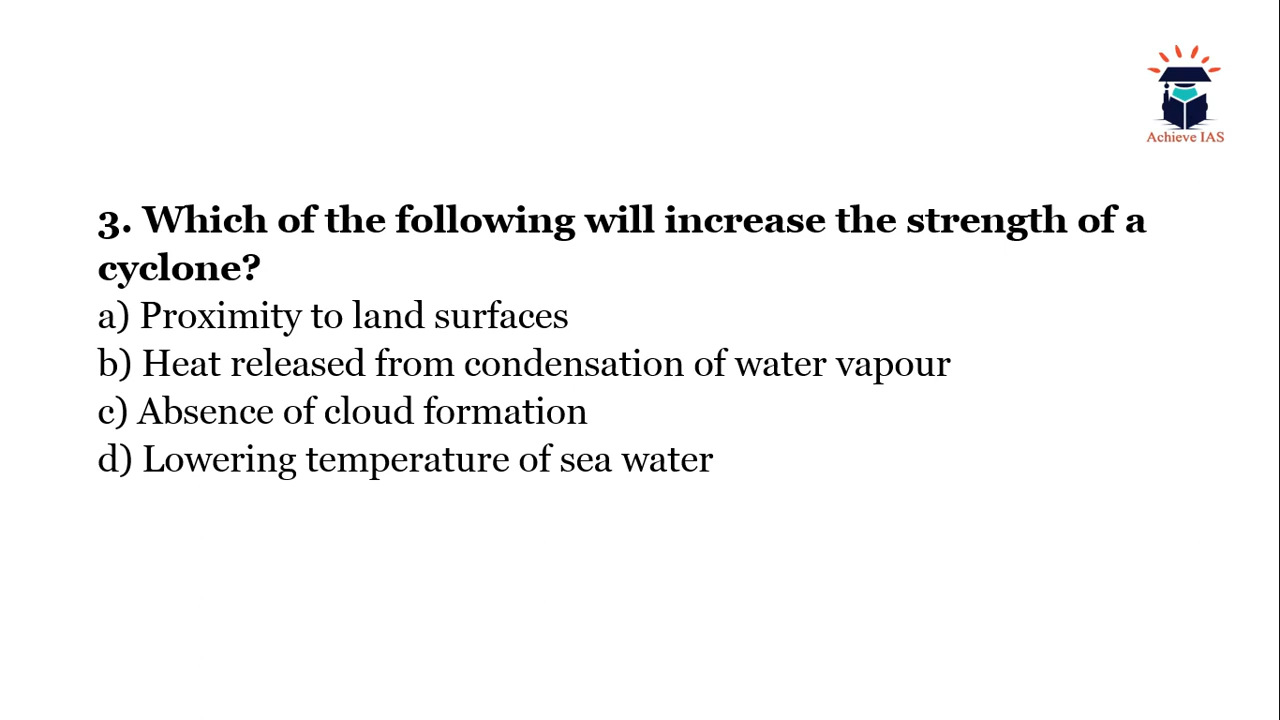 Achieve IAS
3. Which of the following will increase the strength of a
cyclone?
a) Proximity to land surfaces
b) Heat released from condensation of water vapour
c) Absence of cloud formation
d) Lowering temperature of sea water